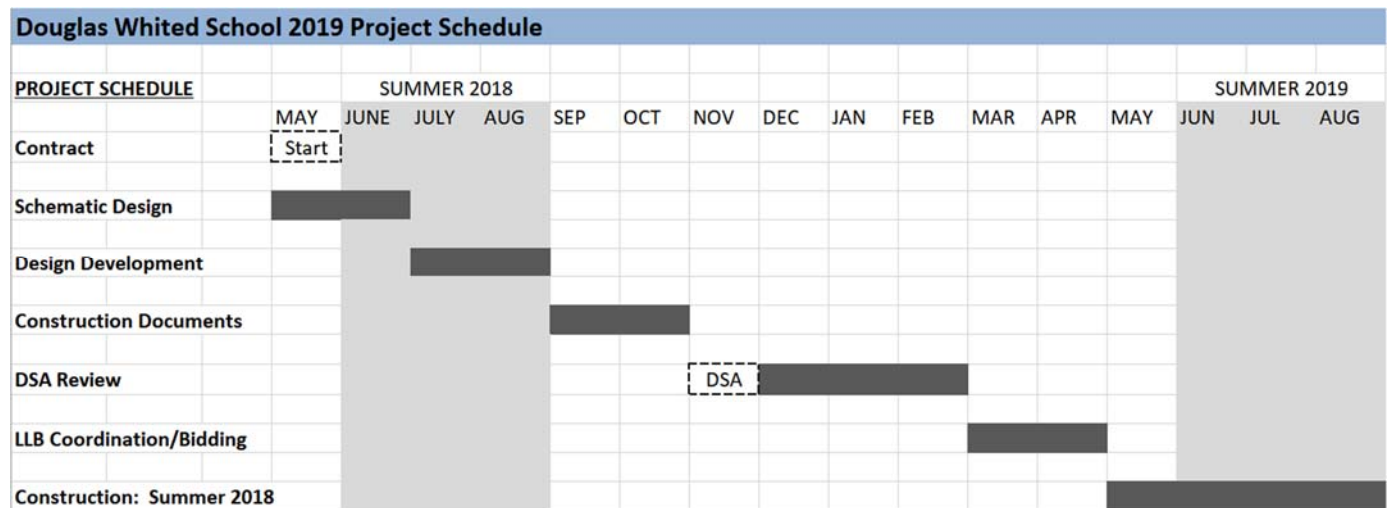 Douglas Whited School 2019 Project Schedule
PROJECT SCHEDULE SUMMER 2018 SUMMER 2019
MAY JUNE JULY AUG SEP OCT NOV DEC JAN FEB MAR APR MAY JUN JUL AUG
Contract Start
Schematic Design
Design Development
Construction Documents
DSA Review DSA
LLB Coordination/Bidding
Construction: Summer 2018